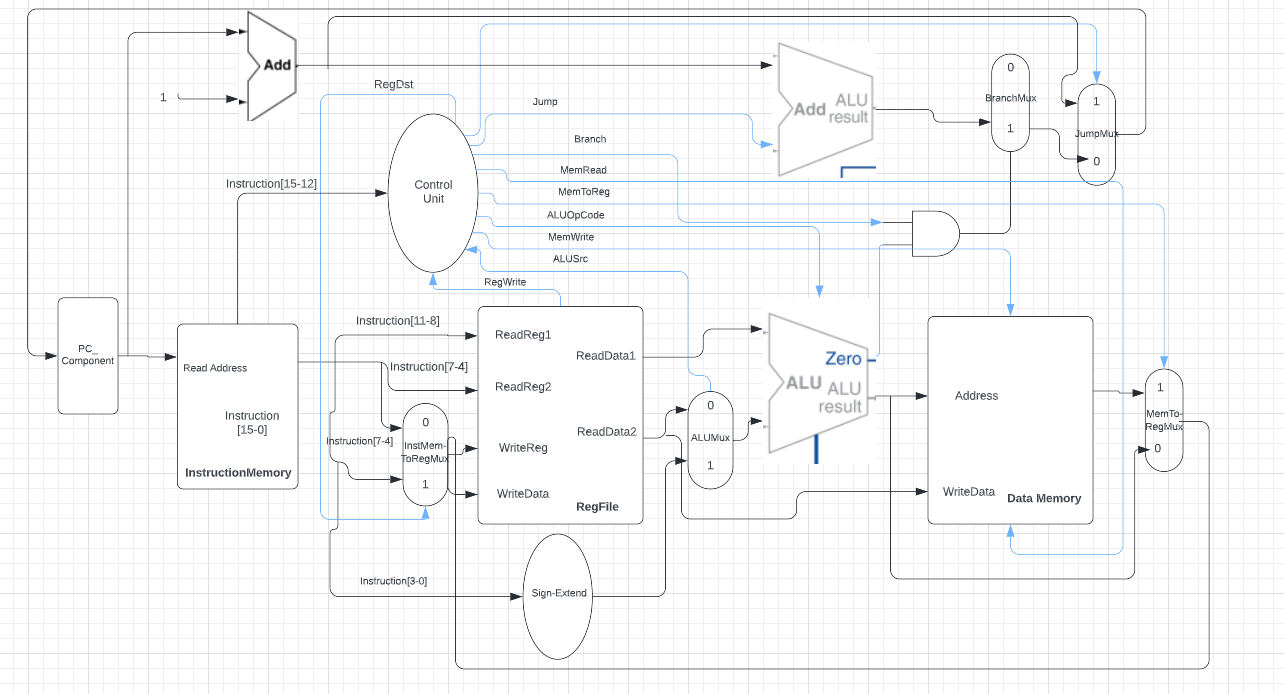 Add
1
RegDst
Jump
Branch
MemRead
MemToReg
ALUOpCode
MemWrite
ALUSrc
RegWrite
Add
ALU
result
0
BranchMux
1
1
JumpMux
0
Instruction[15-12]
Control
Unit
PC_
Component
Read Address
Instruction
[15-0]
InstructionMemory
Instruction[11-8]
Instruction[7-4]
Instruction[7-4]
0
InstMem-
ToRegMux
1
Instruction[3-0]
ReadReg1
ReadReg2
WriteReg
WriteData
ReadData1
ReadData2
RegFile
Sign-Extend
0
ALUMux
1
Zero
ALU
ALU
result
Address
WriteData
Data Memory
1
MemTo-
RegMux
0